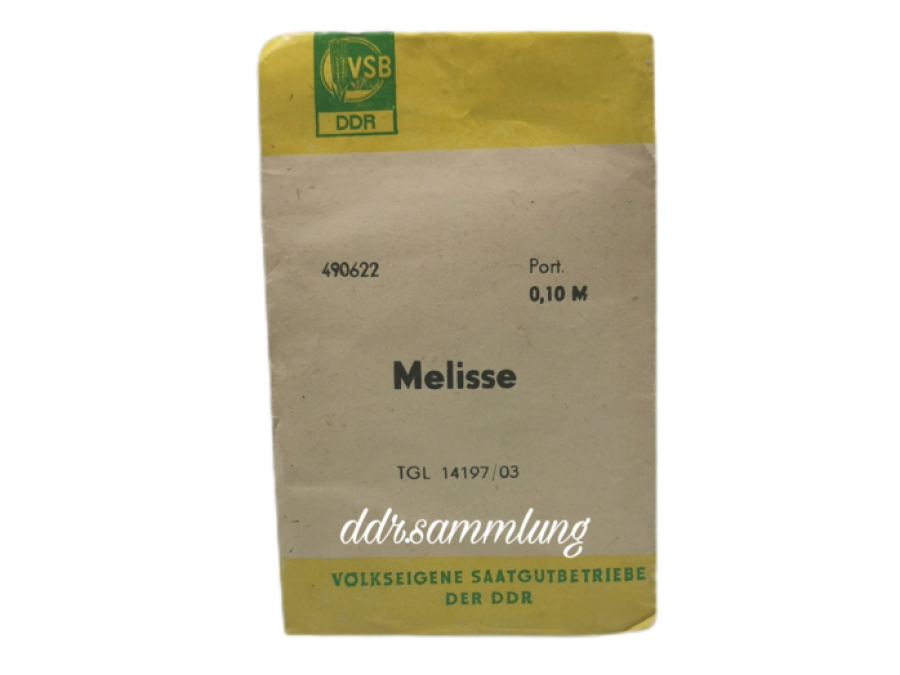 VSB
DDR
490622
Port.
0,10 M
Melisse
TGL 14197/03
ddr.sammlung
VOLKSEIGENE SAATGUTBETRIEBE
DER DDR